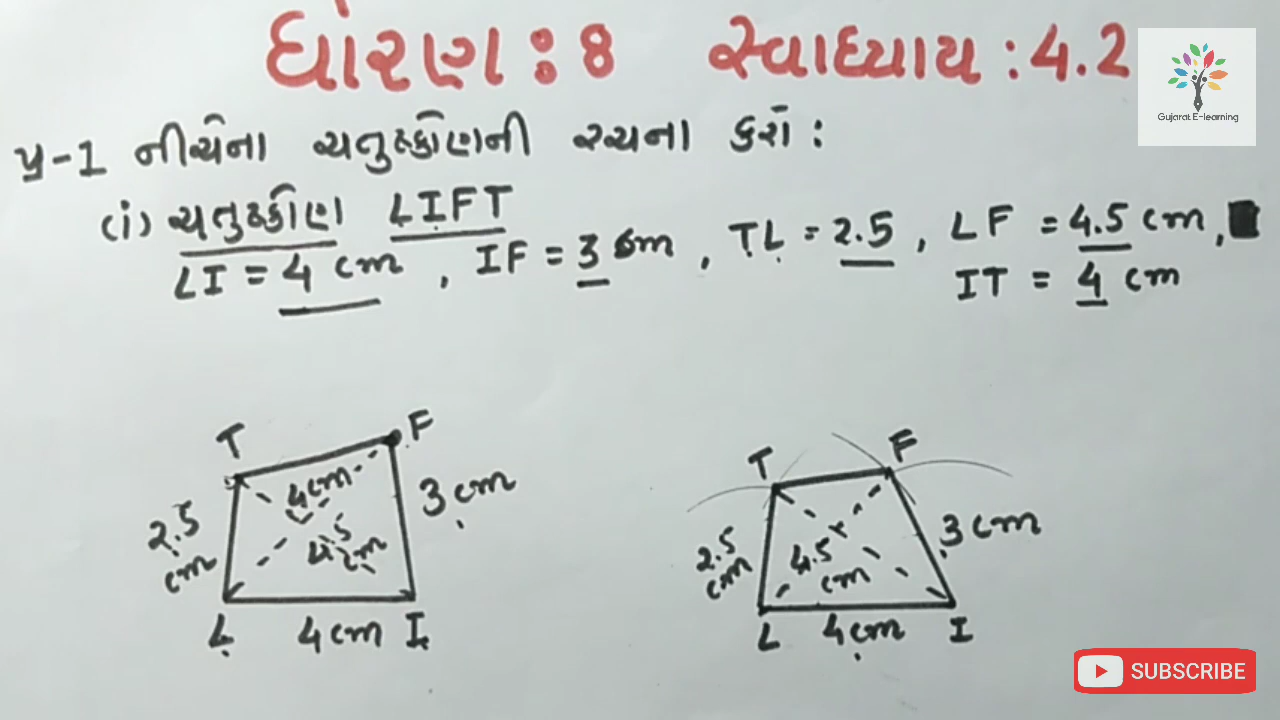 ધોરણ : 8 સ્વાધ્યાય : 4.2
Gujarat E-learning
પ્ર-1 નીચેના ચતુષ્કોણની રચના કરો :
(i) ચતુષ્કોણ LIFT
LI = 4 cm , IF = 3 cm , TL = 2.5 , LF = 4.5 cm ,
IT = 4 cm
T F
4 cm
3 cm
2.5 cm
4.5 cm
L 4 cm I
T F
3 cm
2.5 cm
4.5 cm
L 4 cm I
SUBSCRIBE